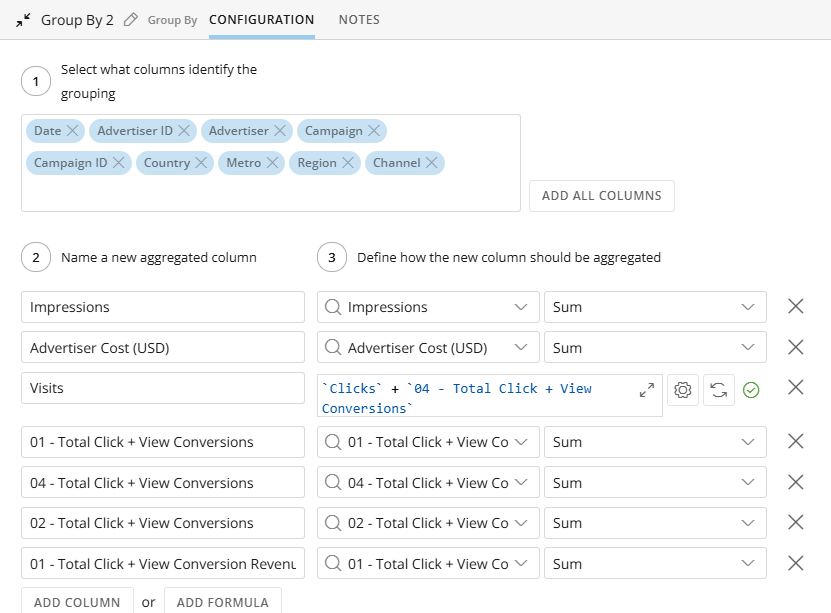 Group By 2 Group By CONFIGURATION NOTES
1 Select what columns identify the
grouping
Date Advertiser ID Advertiser Campaign
Campaign ID Country Metro Region Channel
ADD ALL COLUMNS
2 Name a new aggregated column 3 Define how the new column should be aggregated
Impressions Impressions Sum
Advertiser Cost (USD) Advertiser Cost (USD) Sum
Visits `Clicks` + `04 - Total Click + View
Conversions`
01 - Total Click + View Conversions 01 - Total Click + View Co Sum
04 - Total Click + View Conversions 04 - Total Click + View Co Sum
02 - Total Click + View Conversions 02 - Total Click + View Co Sum
01 - Total Click + View Conversion Revenu 01 - Total Click + View Co Sum
ADD COLUMN or ADD FORMULA